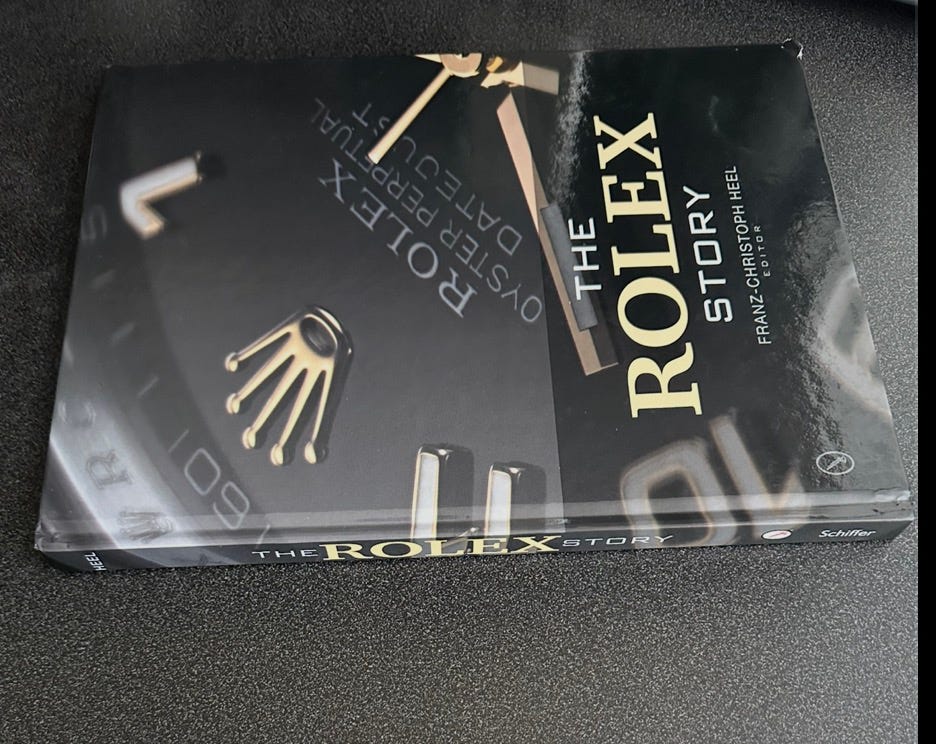 THE
ROLEX
STORY
FRANZ-CHRISTOPH HEEL
EDITOR
ROLEX
OYSTER PERPETUAL
DATEJUST
HEEL
THE ROLEX STORY
Schiffer